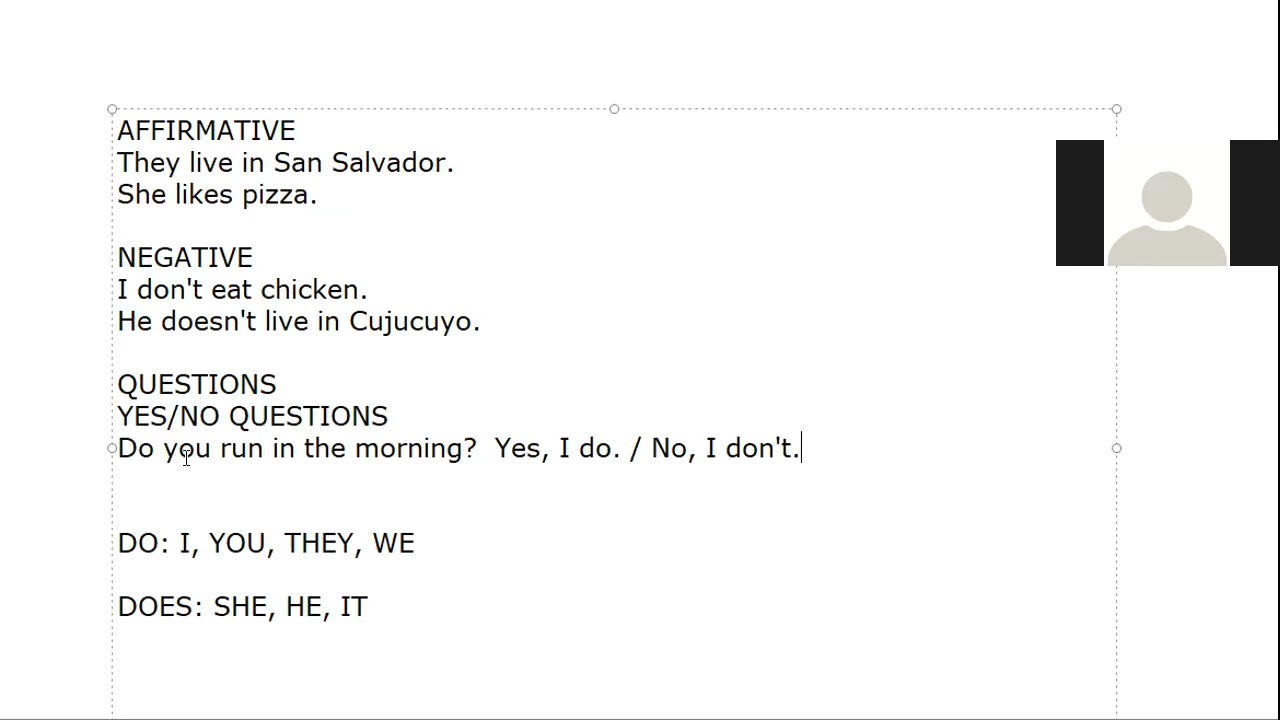 AFFIRMATIVE
They live in San Salvador.
She likes pizza.
NEGATIVE
I don't eat chicken.
He doesn't live in Cujucuyo.
QUESTIONS
YES/NO QUESTIONS
Do you run in the morning?  Yes, I do. / No, I don't.
DO: I, YOU, THEY, WE
DOES: SHE, HE, IT